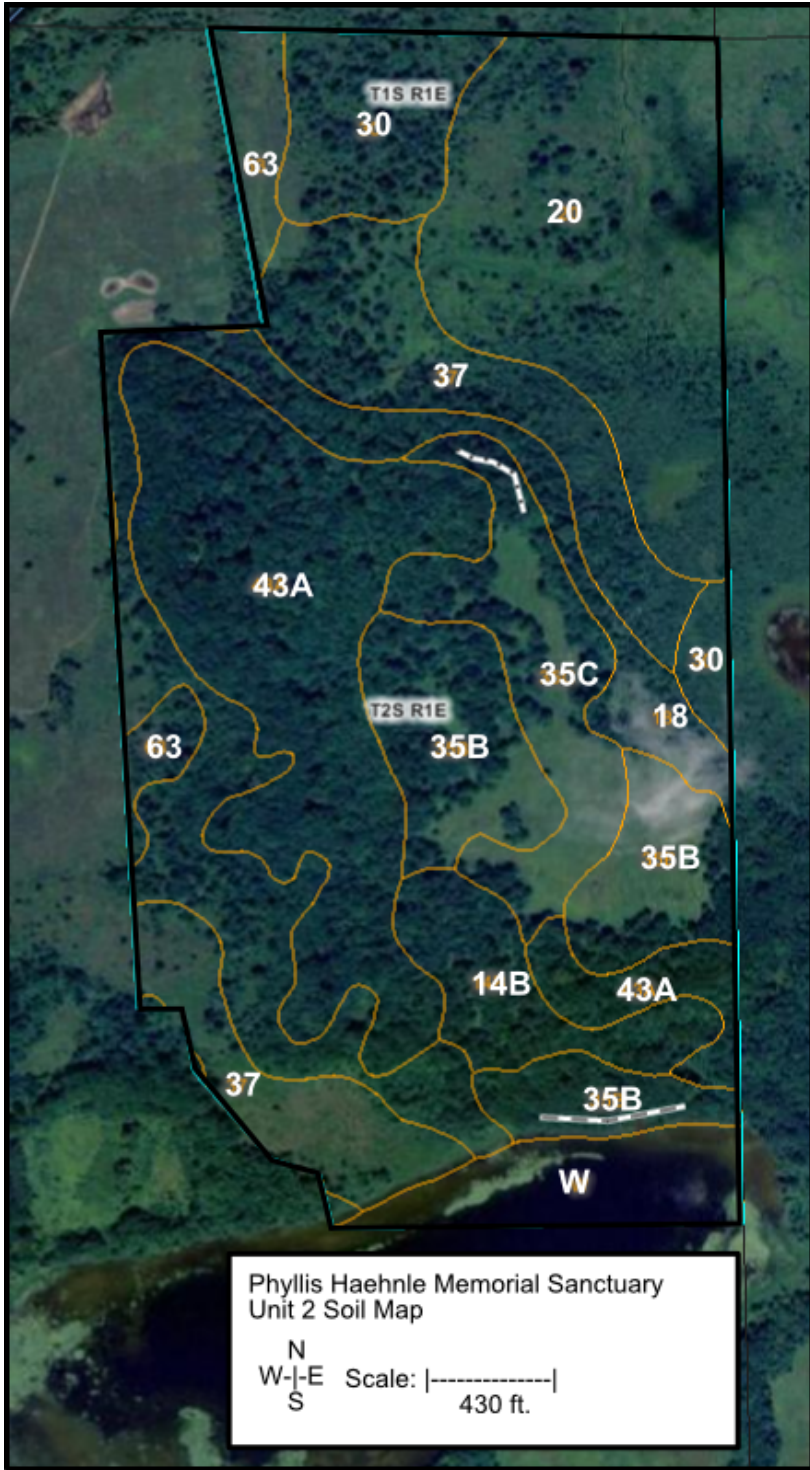 T1S R1E
30
63
20
37
43A
35C
30
T2S R1E
18
63
35B
35B
14B
43A
37
35B
W
Phyllis Haehnle Memorial Sanctuary
Unit 2 Soil Map
N
W-|-E Scale: |--------------|
S 430 ft.